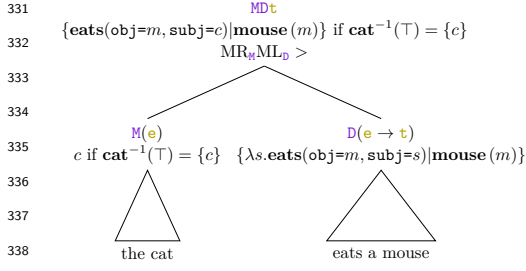 331
MDt
{eats(obj=m, subj=c)|mouse (m)} if cat⁻¹(⊤) = {c}
332
MR_M ML_D >
333
334
M(e) D(e → t)
335
c if cat⁻¹(⊤) = {c} {λs.eats(obj=m, subj=s)|mouse (m)}
336
337
338
the cat eats a mouse